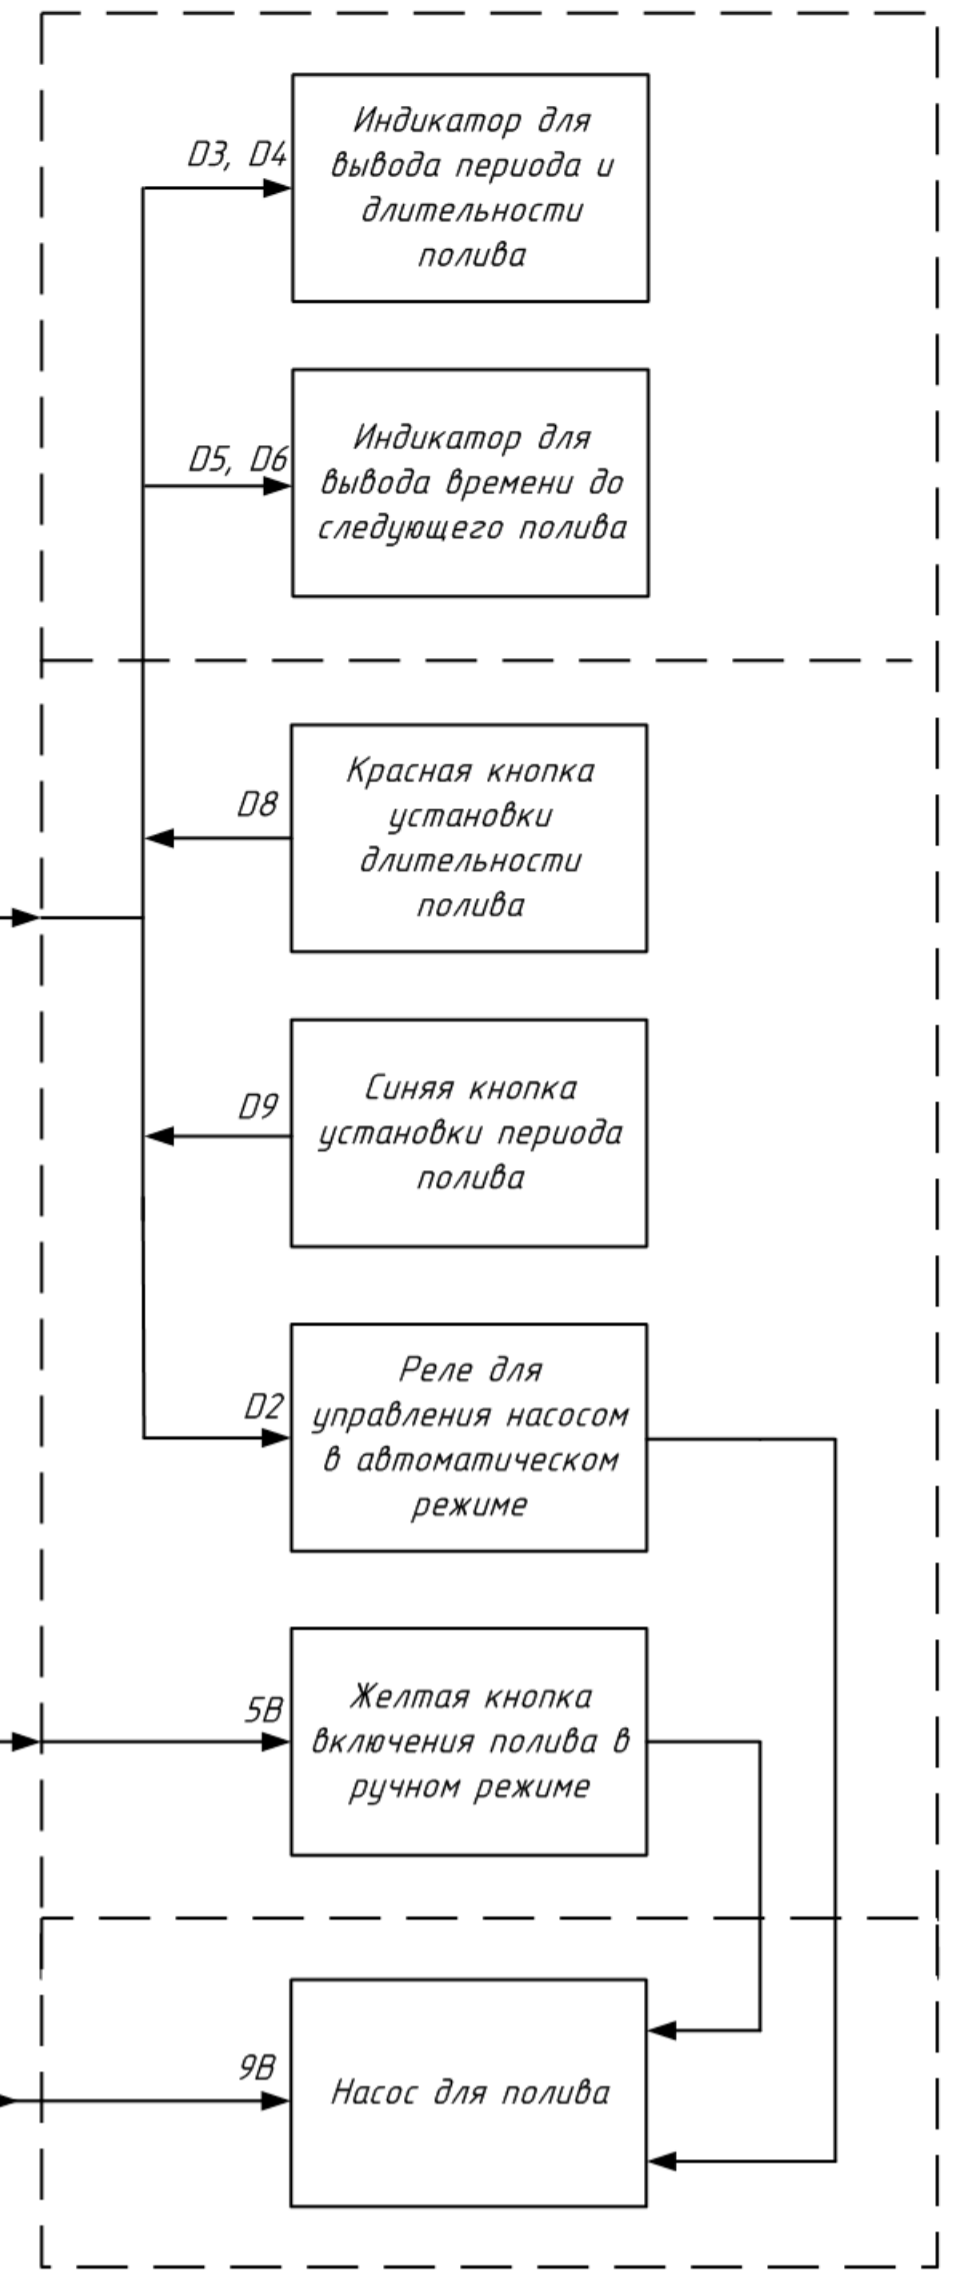 D3, D4
Индикатор для
вывода периода и
длительности
полива
D5, D6
Индикатор для
вывода времени до
следующего полива
D8
Красная кнопка
установки
длительности
полива
D9
Синяя кнопка
установки периода
полива
D2
Реле для
управления насосом
в автоматическом
режиме
5В
Желтая кнопка
включения полива в
ручном режиме
9В
Насос для полива